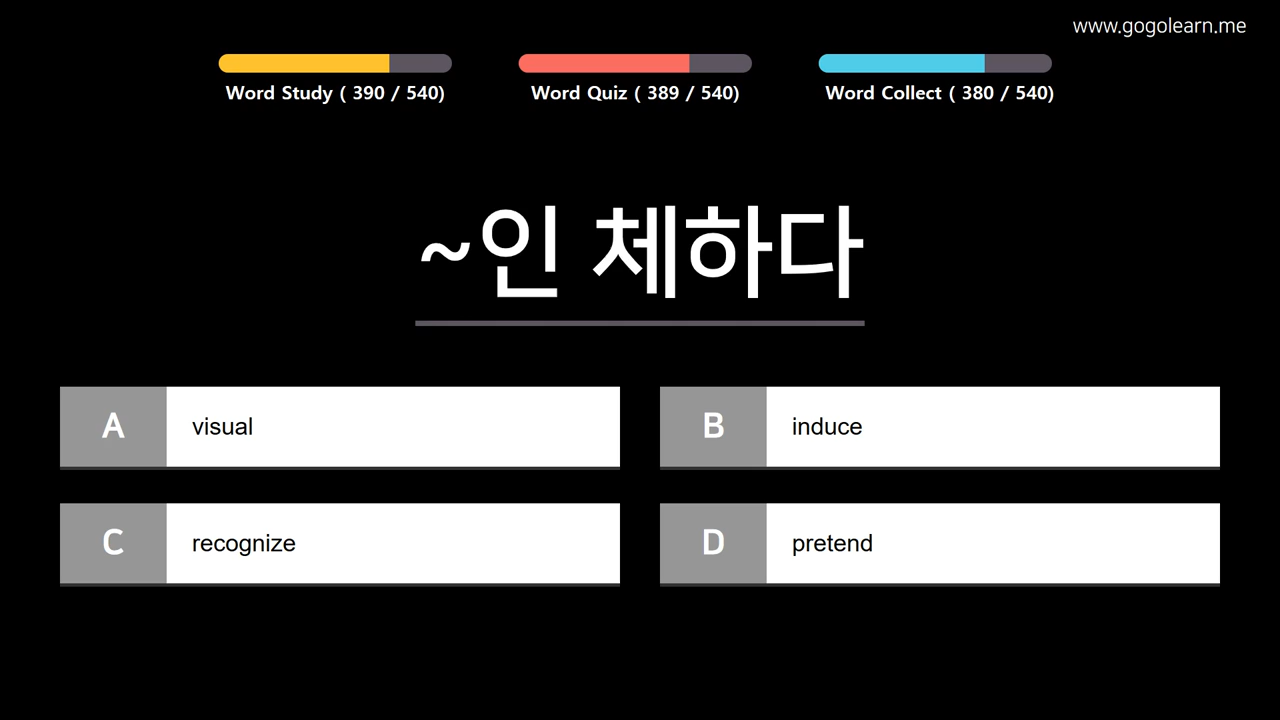 www.gogolearn.me
Word Study ( 390 / 540)
Word Quiz ( 389 / 540)
Word Collect ( 380 / 540)
~인 체하다
A visual
B induce
C recognize
D pretend